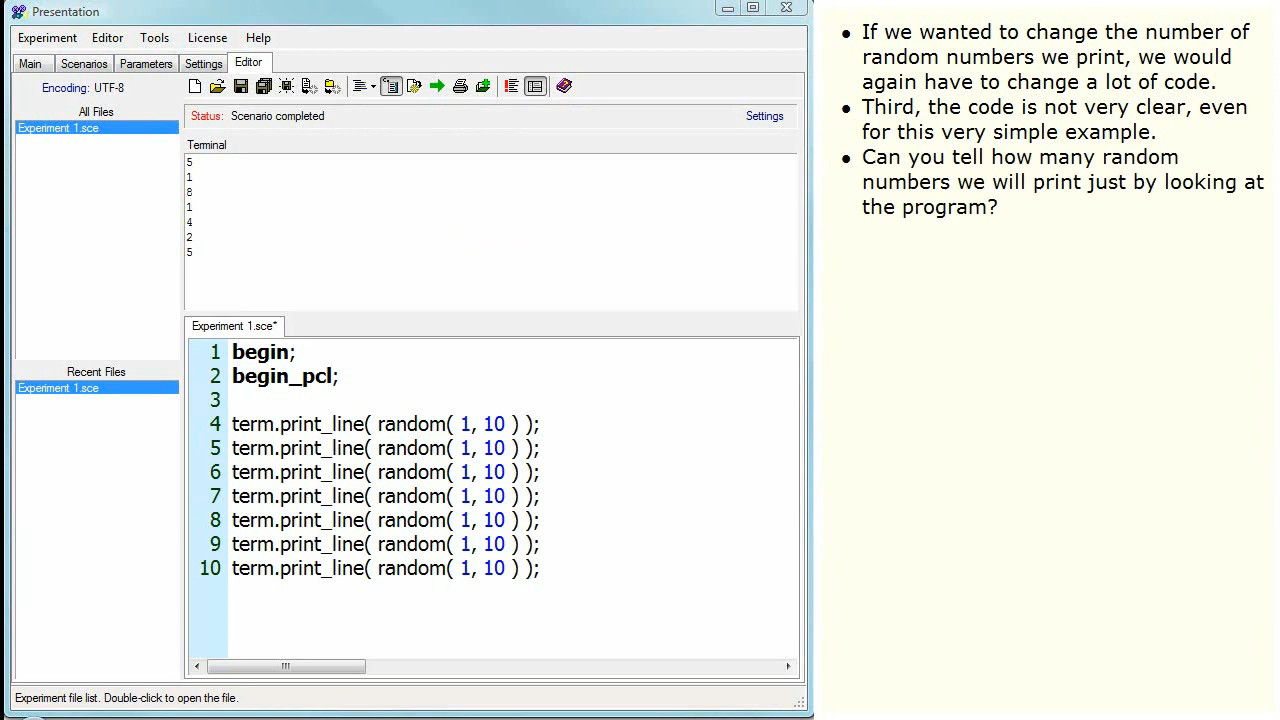 Presentation
Experiment Editor Tools License Help
Main Scenarios Parameters Settings Editor
Encoding: UTF-8
All Files
Experiment 1.sce
Recent Files
Experiment 1.sce
Status: Scenario completed Settings
Terminal
5
1
8
1
4
2
5
Experiment 1.sce*
1 begin;
2 begin_pcl;
3
4 term.print_line( random( 1, 10 ) );
5 term.print_line( random( 1, 10 ) );
6 term.print_line( random( 1, 10 ) );
7 term.print_line( random( 1, 10 ) );
8 term.print_line( random( 1, 10 ) );
9 term.print_line( random( 1, 10 ) );
10 term.print_line( random( 1, 10 ) );
Experiment file list. Double-click to open the file.
• If we wanted to change the number of
random numbers we print, we would
again have to change a lot of code.
• Third, the code is not very clear, even
for this very simple example.
• Can you tell how many random
numbers we will print just by looking at
the program?